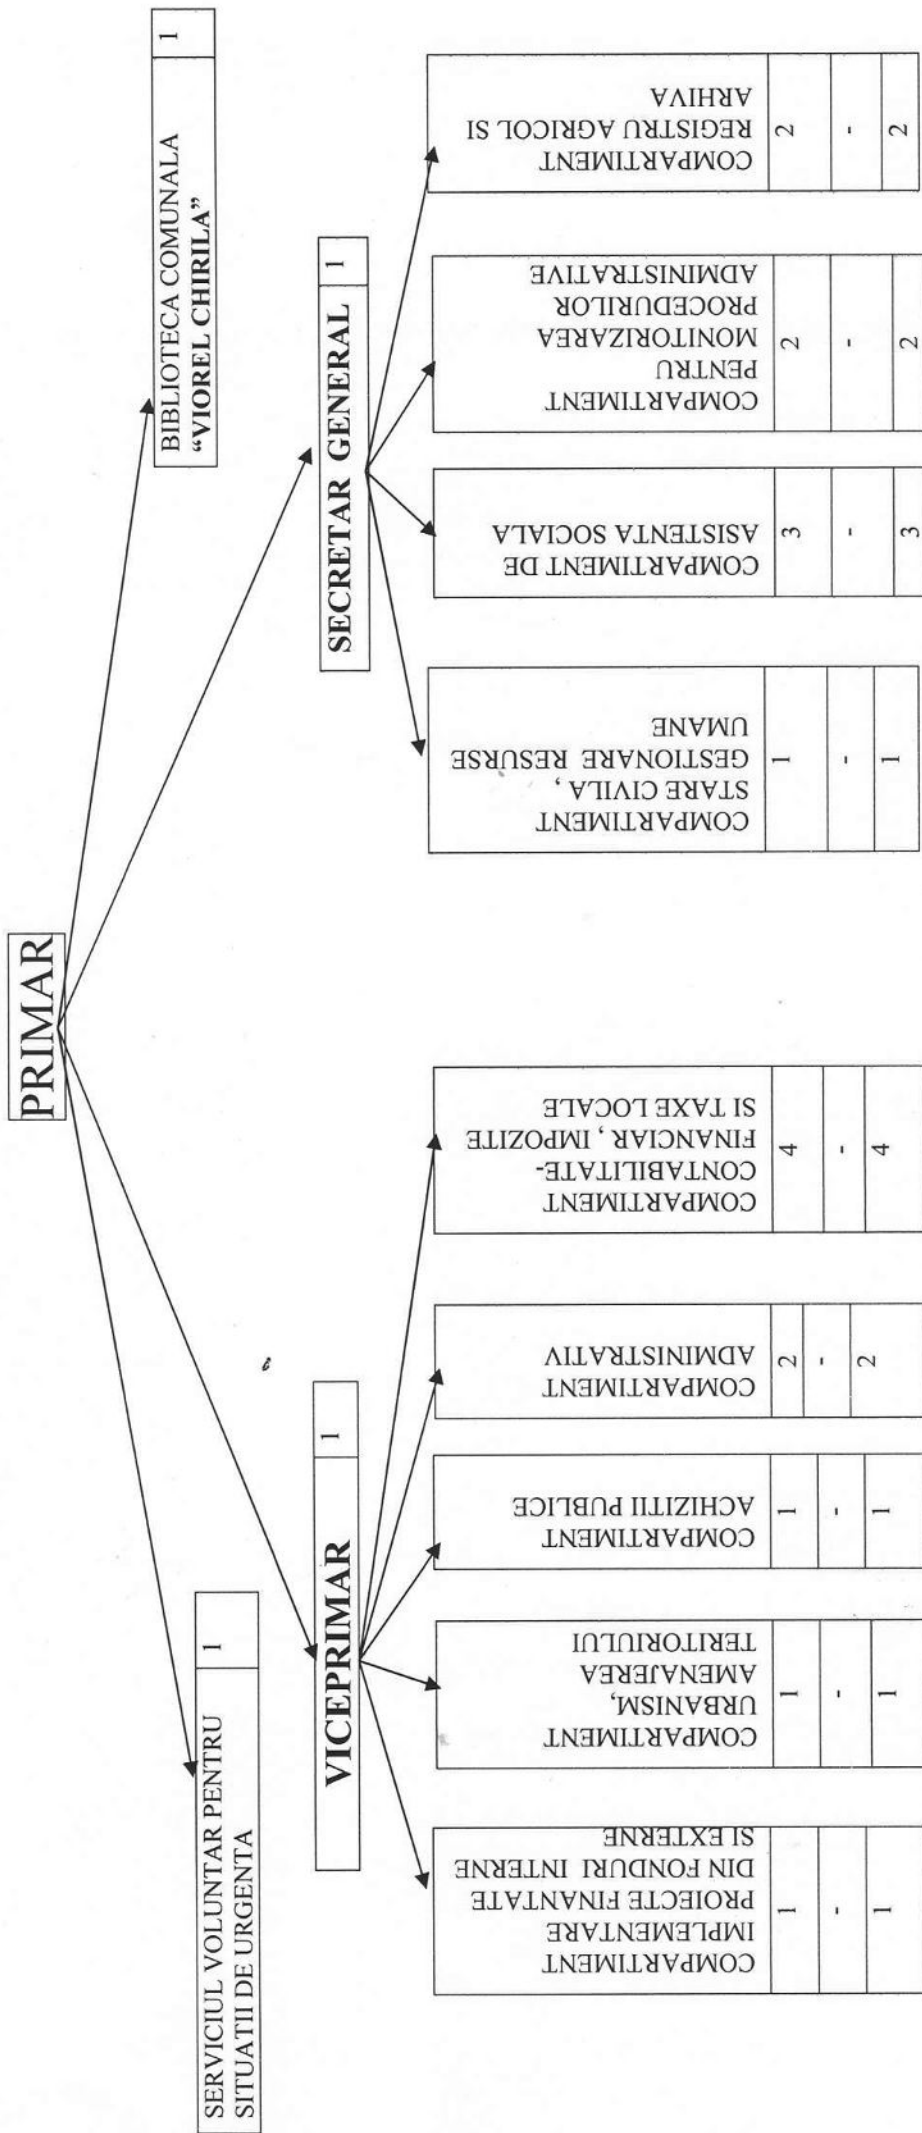 PRIMAR
SERVICIUL VOLUNTAR PENTRU
SITUATII DE URGENTA
1
BIBLIOTECA COMUNALA
“VIOREL CHIRILA”
1
VICEPRIMAR
1
SECRETAR GENERAL
1
COMPARTIMENT
IMPLEMENTARE
PROIECTE FINANTATE
DIN FONDURI INTERNE
SI EXTERNE
1
-
1
COMPARTIMENT
URBANISM,
AMENAJEREA
TERITORIULUI
1
-
1
COMPARTIMENT
ACHIZITII PUBLICE
1
-
1
COMPARTIMENT
ADMINISTRATIV
2
-
2
COMPARTIMENT
CONTABILITATE-
FINANCIAR , IMPOZITE
SI TAXE LOCALE
4
-
4
COMPARTIMENT
STARE CIVILA ,
GESTIONARE RESURSE
UMANE
1
-
1
COMPARTIMENT DE
ASISTENTA SOCIALA
3
-
3
COMPARTIMENT
PENTRU
MONITORIZAREA
PROCEDURILOR
ADMINISTRATIVE
2
-
2
COMPARTIMENT
REGISTRU AGRICOL SI
ARHIVA
2
-
2